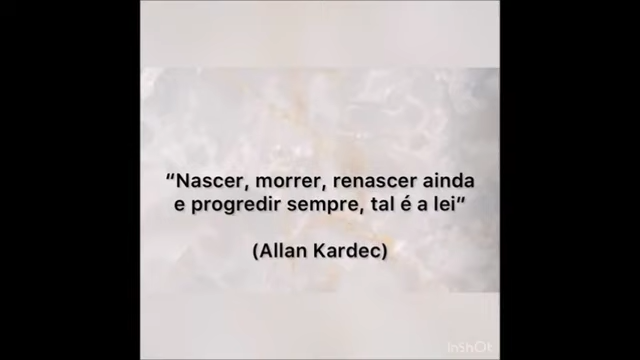 “Nascer, morrer, renascer ainda
e progredir sempre, tal é a lei”
(Allan Kardec)
InShOt